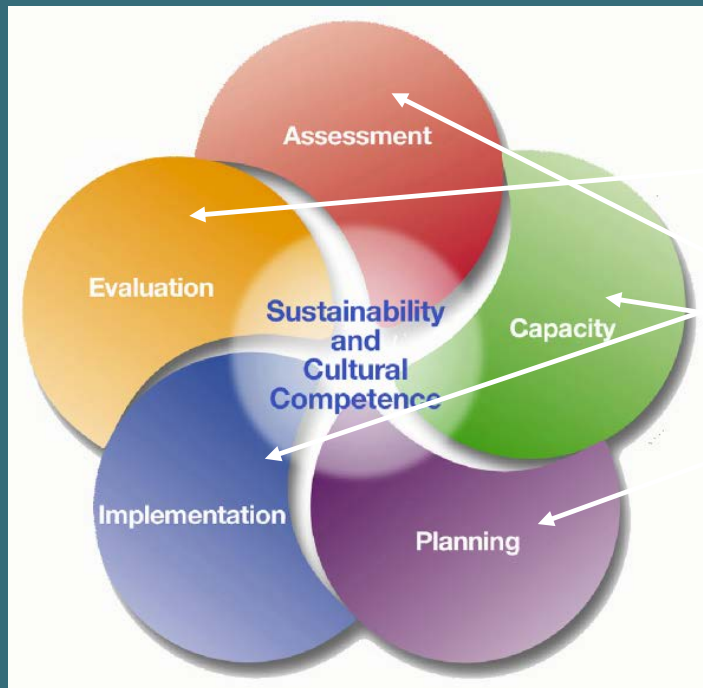 Assessment
Evaluation
Sustainability
and
Cultural
Competence
Capacity
Implementation
Planning